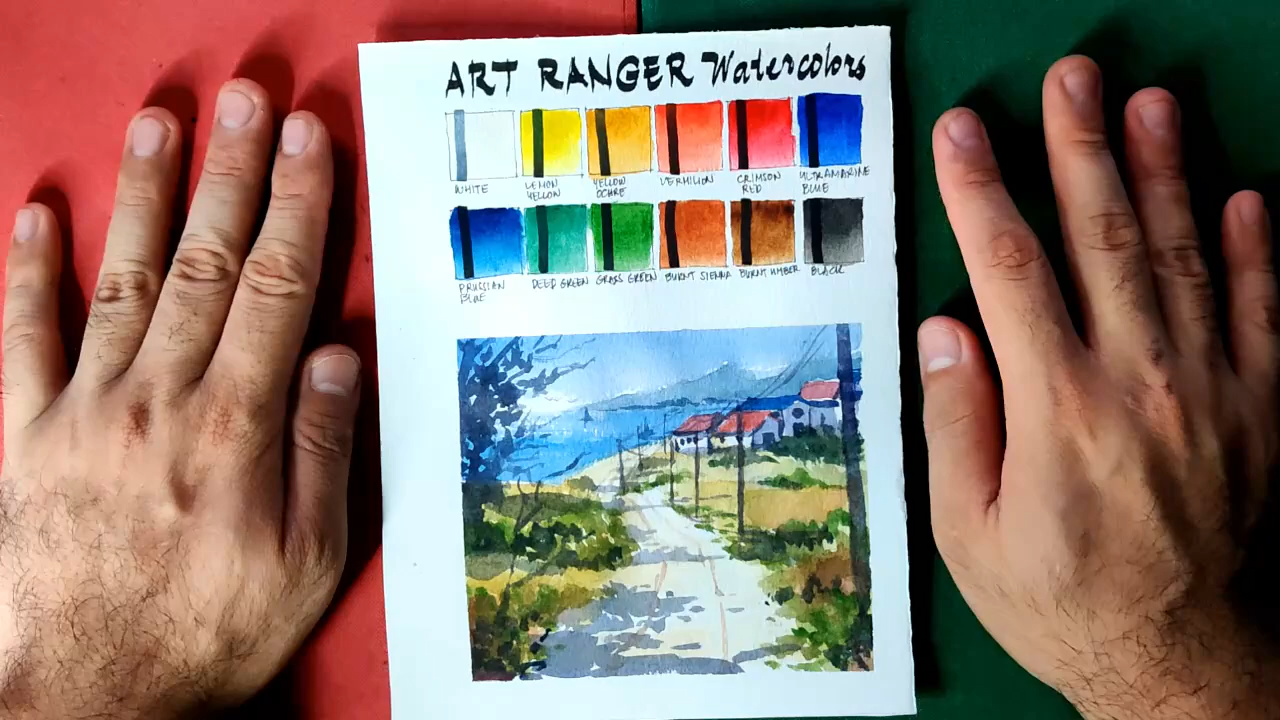 ART RANGER Watercolors
WHITE
LEMON
YELLOW
YELLOW
OCHRE
VERMILION
CRIMSON
RED
ULTRAMARINE
BLUE
PRUSSIAN
BLUE
DEEP GREEN
GRASS GREEN
BURNT SIENNA
BURNT UMBER
BLACK